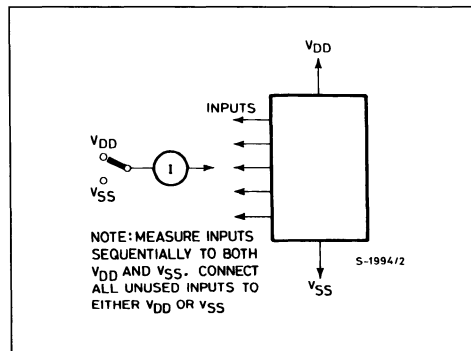 VDD
INPUTS
VDD
I
VSS
NOTE: MEASURE INPUTS
SEQUENTIALLY TO BOTH
VDD AND VSS. CONNECT
ALL UNUSED INPUTS TO
EITHER VDD OR VSS
S-1994/2
VSS